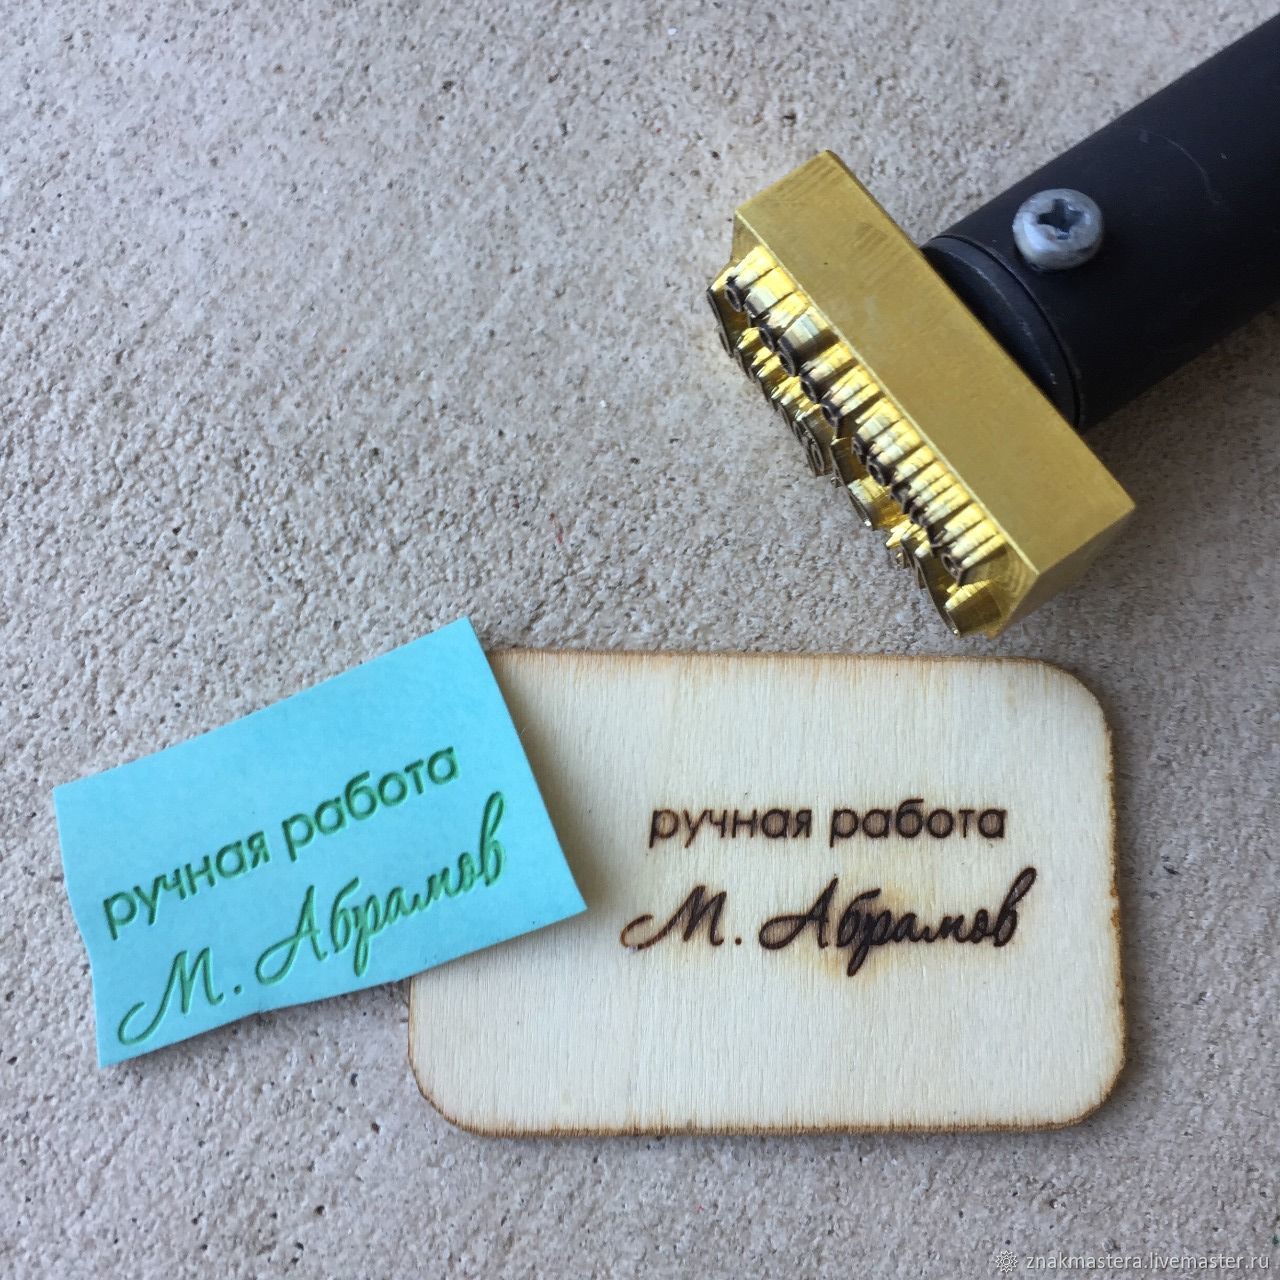 ручная работа
М. Абрамов
ручная работа
М. Абрамов
znakmastera.livemaster.ru